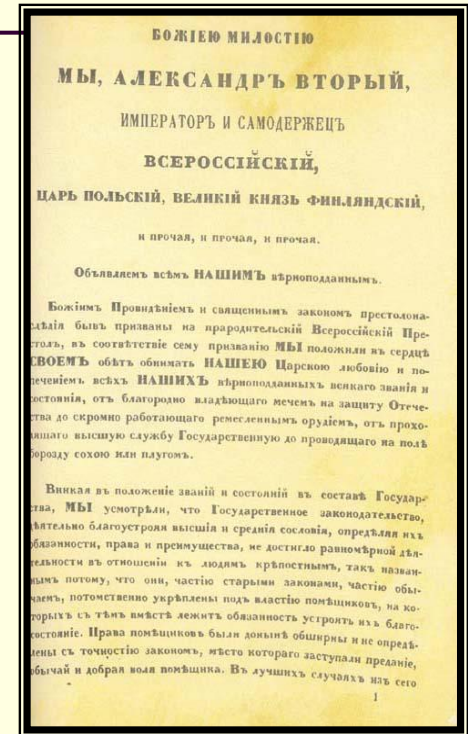 БОЖІЕЮ МИЛОСТІЮ
МЫ, АЛЕКСАНДРЪ ВТОРЫЙ,
ИМПЕРАТОРЪ И САМОДЕРЖЕЦЪ
ВСЕРОССІЙСКІЙ,
ЦАРЬ ПОЛЬСКІЙ, ВЕЛИКІЙ КНЯЗЬ ФИНЛЯНДСКІЙ,
и прочая, и прочая, и прочая.
Объявляемъ всѣмъ НАШИМЪ вѣрноподданнымъ.
Божіимъ Провидѣніемъ и священнымъ закономъ престолона-
слѣдія бывъ призваны на прародительскій Всероссійскій Пре-
столъ, въ соотвѣтствіе сему призванію МЫ положили въ сердцѣ
СВОЕМЪ обѣтъ обнимать НАШЕЮ Царскою любовію и по-
печеніемъ всѣхъ НАШИХЪ вѣрноподданныхъ всякаго званія и
состоянія, отъ благородно владѣющаго мечемъ на защиту Отече-
ства до скромно работающаго ремесленнымъ орудіемъ, отъ прохо-
дящаго высшую службу Государственную до проводящаго на полѣ
борозду сохою или плугомъ.
Вникая въ положеніе званій и состояній въ составѣ Государ-
ства, МЫ усмотрѣли, что Государственное законодательство,
дѣятельно благоустрояя высшія и среднія сословія, опредѣляя ихъ
обязанности, права и преимущества, не достигло равномѣрной дѣя-
тельности въ отношеніи къ людямъ крѣпостнымъ, такъ назван-
нымъ потому, что они, частію старыми законами, частію обы-
чаемъ, потомственно укрѣплены подъ властію помѣщиковъ, на ко-
торыхъ съ тѣмъ вмѣстѣ лежитъ обязанность устроять ихъ благо-
состояніе. Права помѣщиковъ были донынѣ обширны и не опредѣ-
лены съ точностію закономъ, мѣсто котораго заступали преданіе,
обычай и добрая воля помѣщика. Въ лучшихъ случаяхъ изъ сего
1